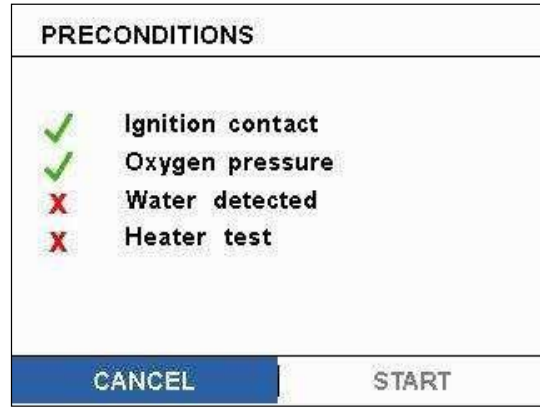 PRECONDITIONS
Ignition contact
Oxygen pressure
Water detected
Heater test
CANCEL START